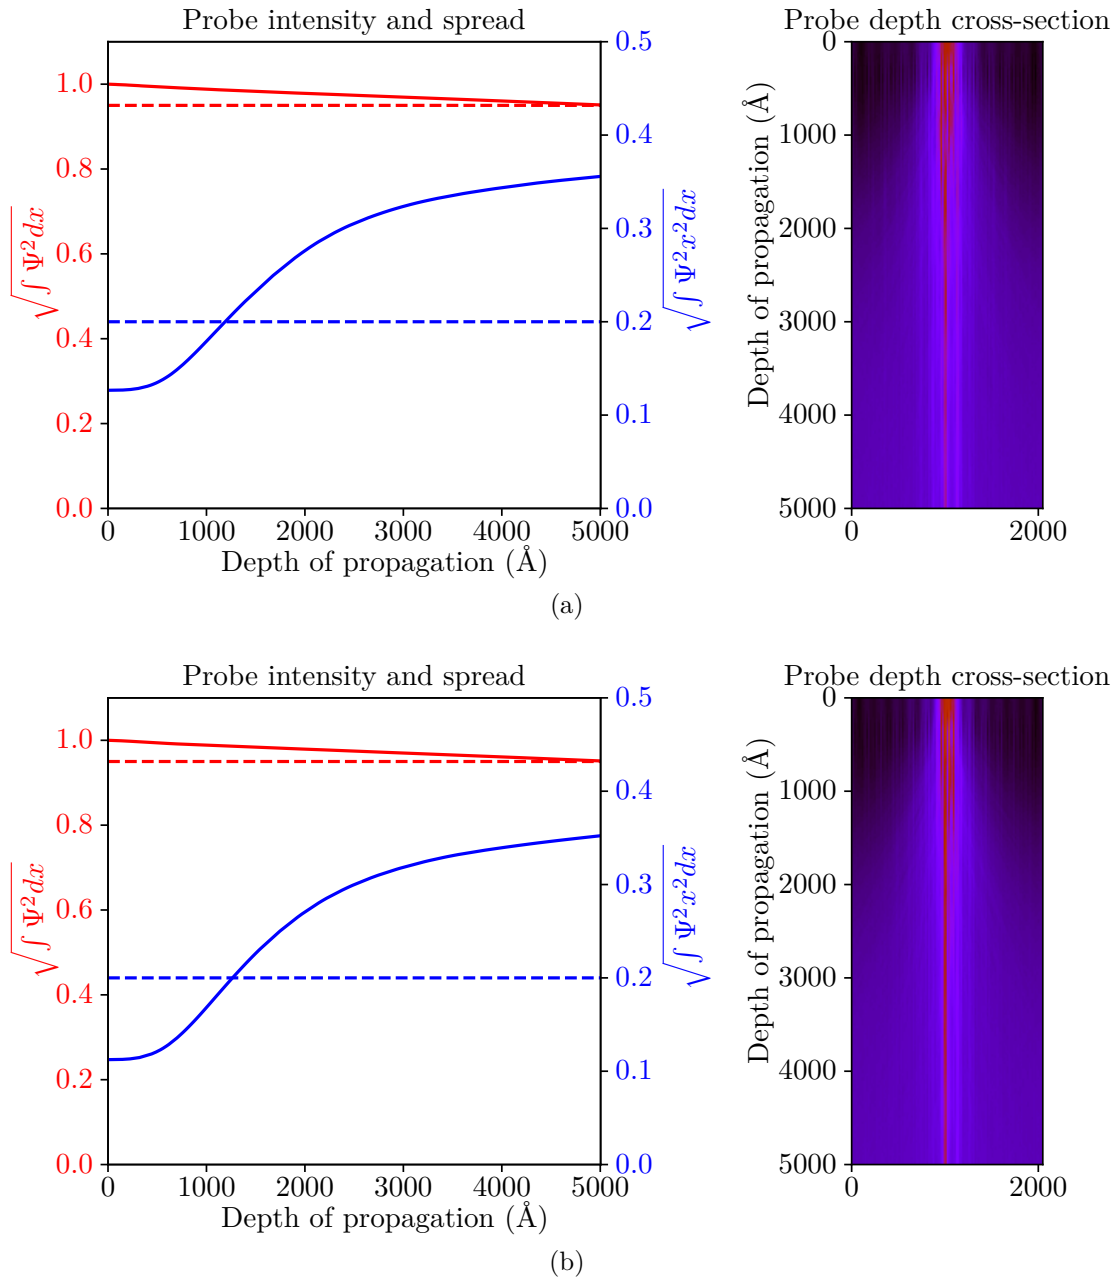 Probe intensity and spread
Probe depth cross-section
1.0
0.8
0.6
0.4
0.2
0.0
√∫Ψ²dx
0.5
0.4
0.3
0.2
0.1
0.0
√∫Ψ²x²dx
0 1000 2000 3000 4000 5000
Depth of propagation (Å)
0
1000
2000
3000
4000
5000
Depth of propagation (Å)
0 2000
(a)
Probe intensity and spread
Probe depth cross-section
1.0
0.8
0.6
0.4
0.2
0.0
√∫Ψ²dx
0.5
0.4
0.3
0.2
0.1
0.0
√∫Ψ²x²dx
0 1000 2000 3000 4000 5000
Depth of propagation (Å)
0
1000
2000
3000
4000
5000
Depth of propagation (Å)
0 2000
(b)